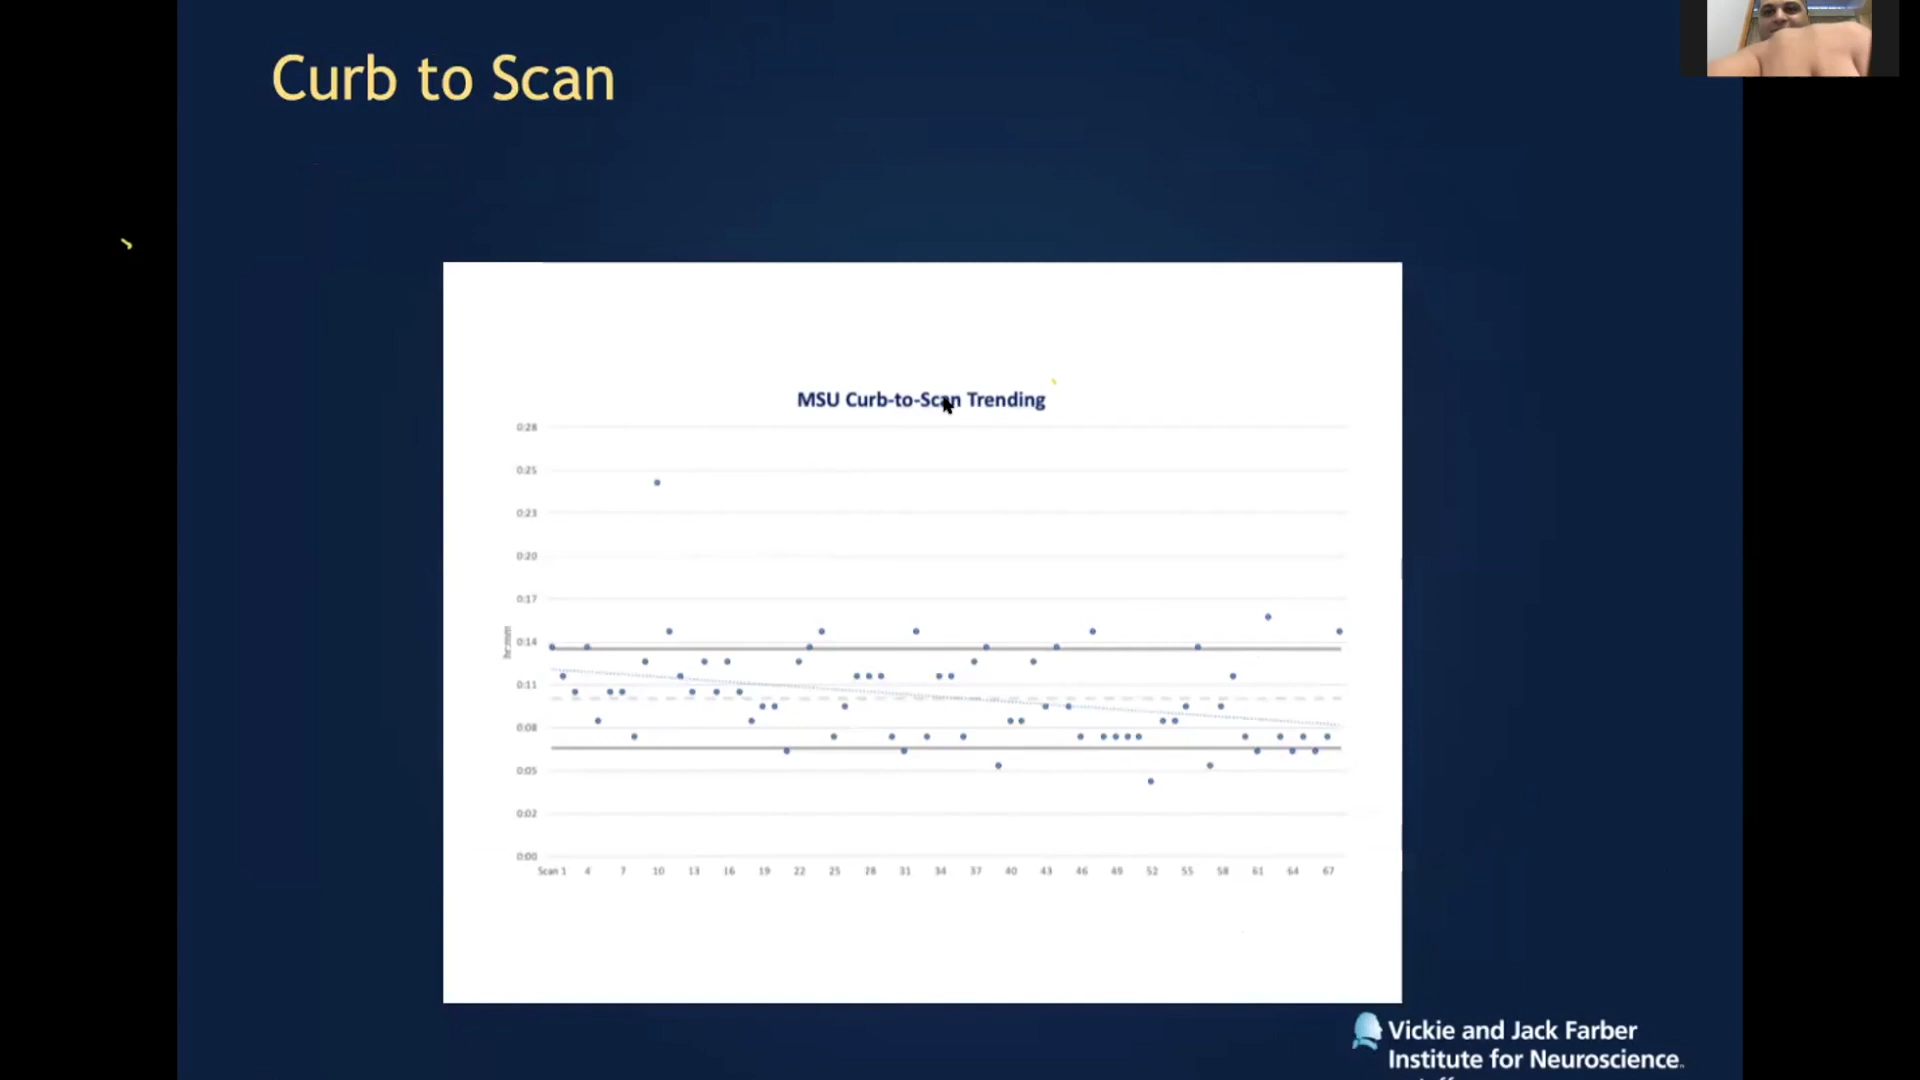 Curb to Scan
MSU Curb-to-Scan Trending
0:28
0:25
0:23
0:20
0:17
0:14
0:11
0:08
0:05
0:02
0:00
hr:mm
Scan 1 4 7 10 13 16 19 22 25 28 31 34 37 40 43 46 49 52 55 58 61 64 67
Vickie and Jack Farber
Institute for Neuroscience